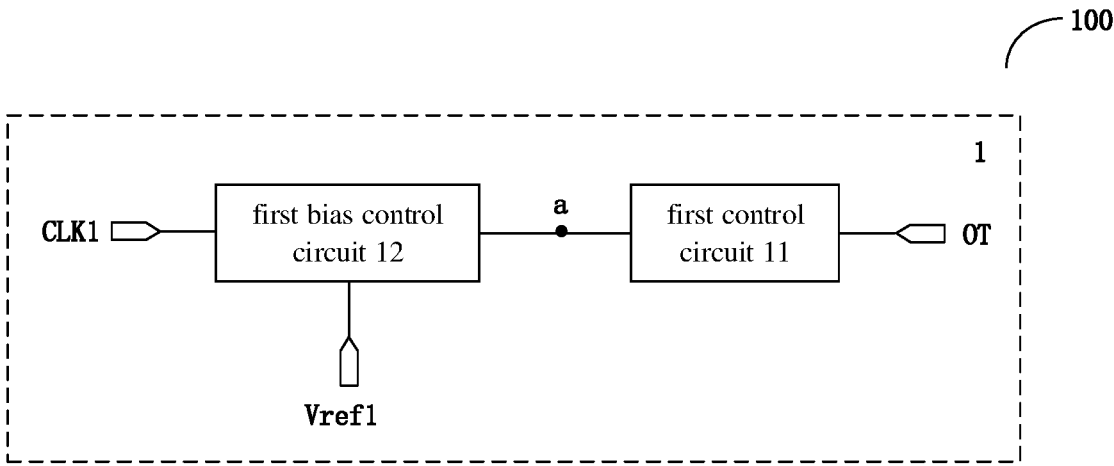 100
1
CLK1
first bias control
circuit 12
a
first control
circuit 11
OT
Vref1